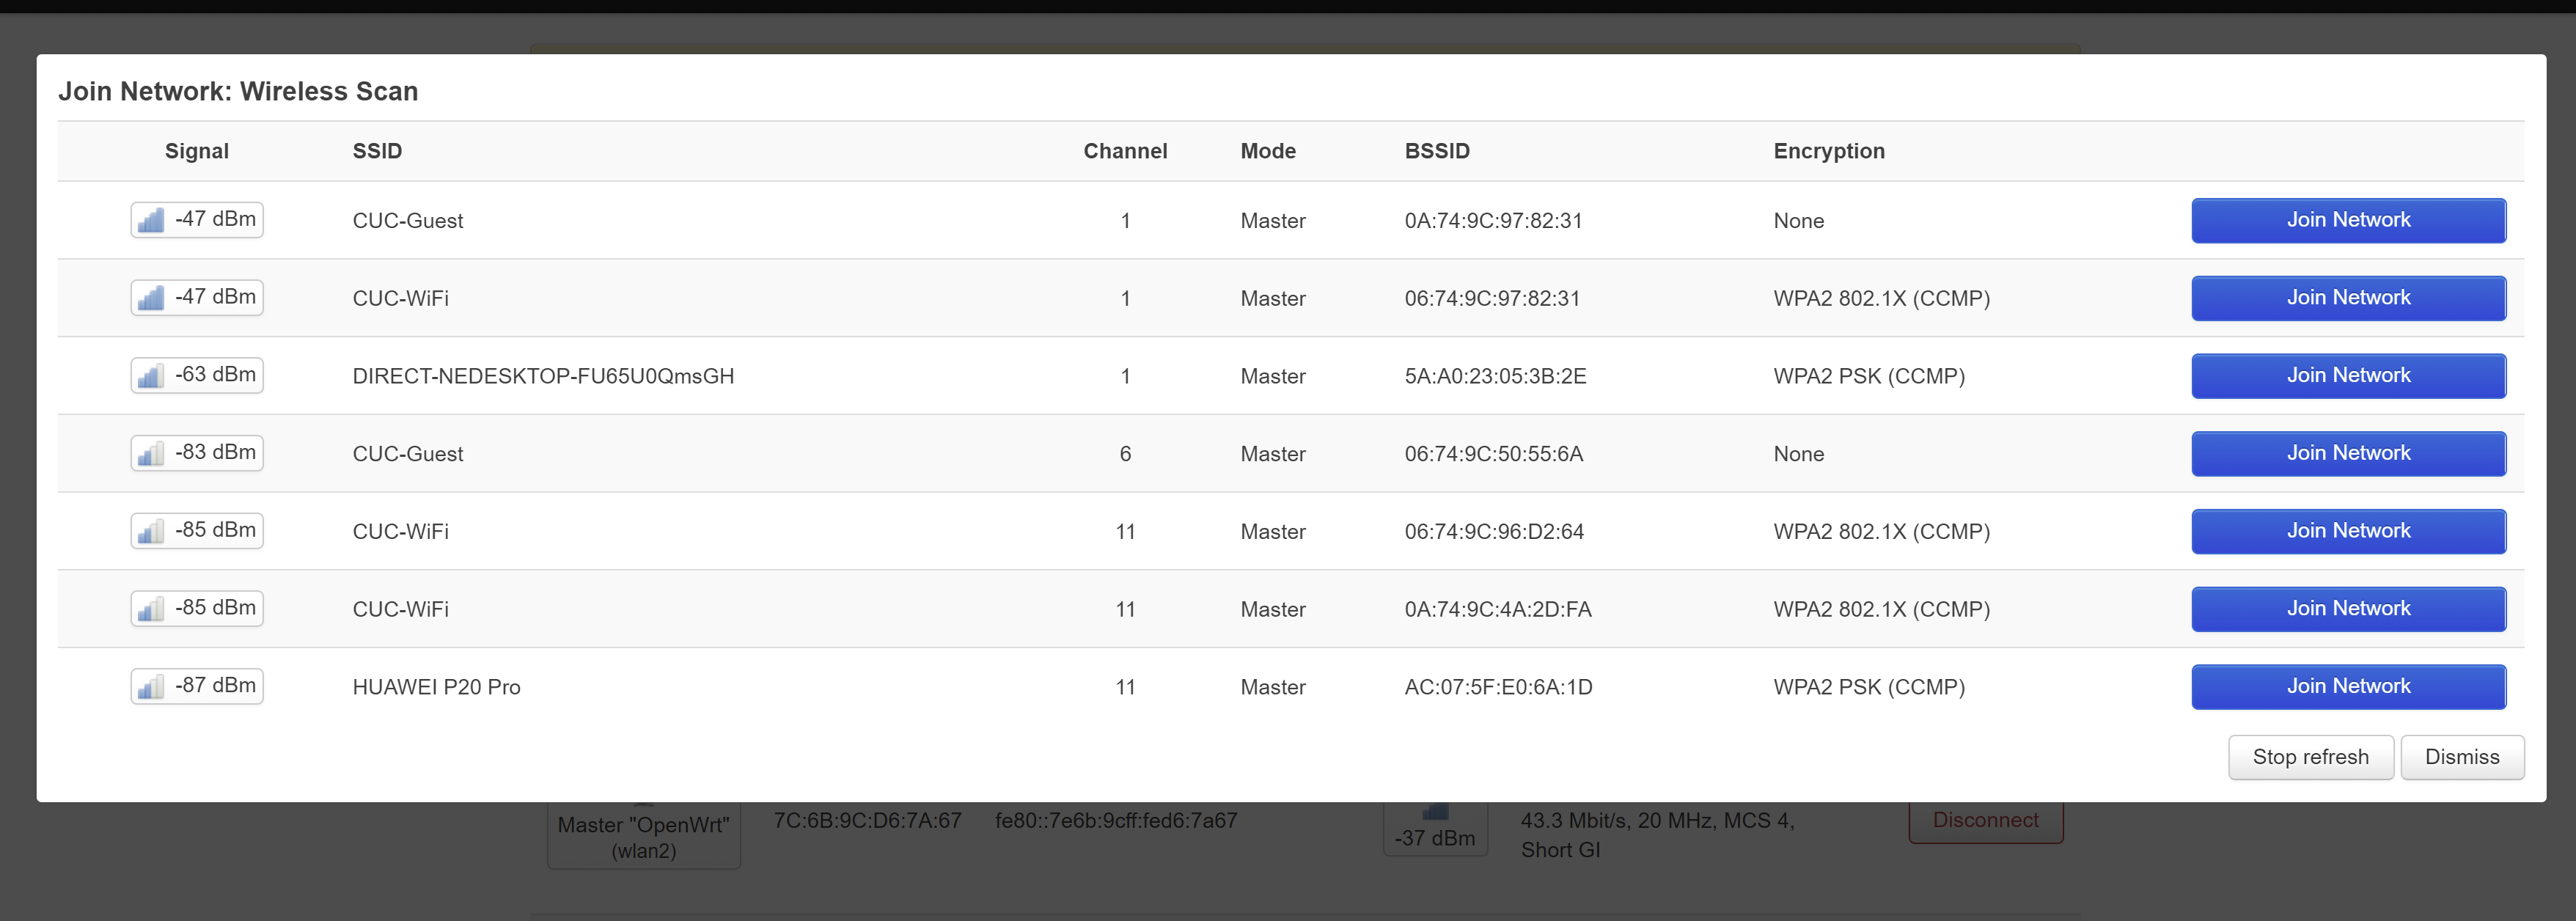 Join Network: Wireless Scan
Signal SSID Channel Mode BSSID Encryption
-47 dBm CUC-Guest 1 Master 0A:74:9C:97:82:31 None Join Network
-47 dBm CUC-WiFi 1 Master 06:74:9C:97:82:31 WPA2 802.1X (CCMP) Join Network
-63 dBm DIRECT-NEDESKTOP-FU65U0QmsGH 1 Master 5A:A0:23:05:3B:2E WPA2 PSK (CCMP) Join Network
-83 dBm CUC-Guest 6 Master 06:74:9C:50:55:6A None Join Network
-85 dBm CUC-WiFi 11 Master 06:74:9C:96:D2:64 WPA2 802.1X (CCMP) Join Network
-85 dBm CUC-WiFi 11 Master 0A:74:9C:4A:2D:FA WPA2 802.1X (CCMP) Join Network
-87 dBm HUAWEI P20 Pro 11 Master AC:07:5F:E0:6A:1D WPA2 PSK (CCMP) Join Network
Stop refresh Dismiss
Master "OpenWrt" 7C:6B:9C:D6:7A:67 fe80::7e6b:9cff:fed6:7a67 43.3 Mbit/s, 20 MHz, MCS 4, Disconnect
(wlan2) -37 dBm Short GI